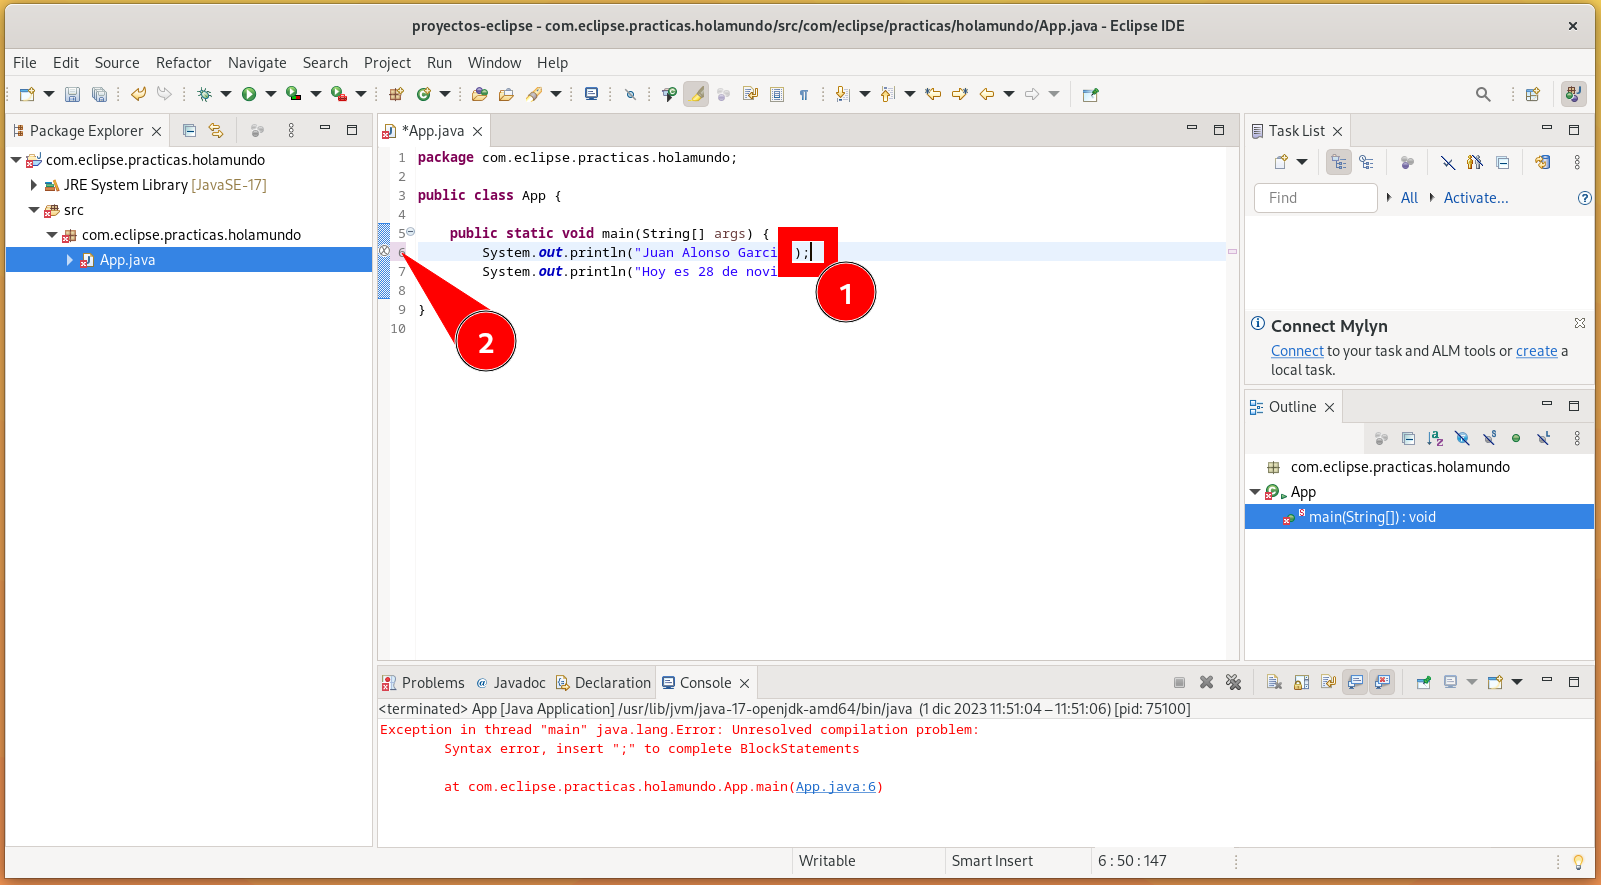 proyectos-eclipse - com.eclipse.practicas.holamundo/src/com/eclipse/practicas/holamundo/App.java - Eclipse IDE
File Edit Source Refactor Navigate Search Project Run Window Help
Package Explorer
com.eclipse.practicas.holamundo
JRE System Library [JavaSE-17]
src
com.eclipse.practicas.holamundo
App.java
*App.java
1 package com.eclipse.practicas.holamundo;
2
3 public class App {
4
5 public static void main(String[] args) {
6 System.out.println("Juan Alonso Garci );
7 System.out.println("Hoy es 28 de novi
8
9 }
10
1
2
Task List
Find All Activate...
Connect Mylyn
Connect to your task and ALM tools or create a
local task.
Outline
com.eclipse.practicas.holamundo
App
main(String[]) : void
Problems @ Javadoc Declaration Console
<terminated> App [Java Application] /usr/lib/jvm/java-17-openjdk-amd64/bin/java (1 dic 2023 11:51:04 – 11:51:06) [pid: 75100]
Exception in thread "main" java.lang.Error: Unresolved compilation problem:
Syntax error, insert ";" to complete BlockStatements
at com.eclipse.practicas.holamundo.App.main(App.java:6)
Writable Smart Insert 6 : 50 : 147